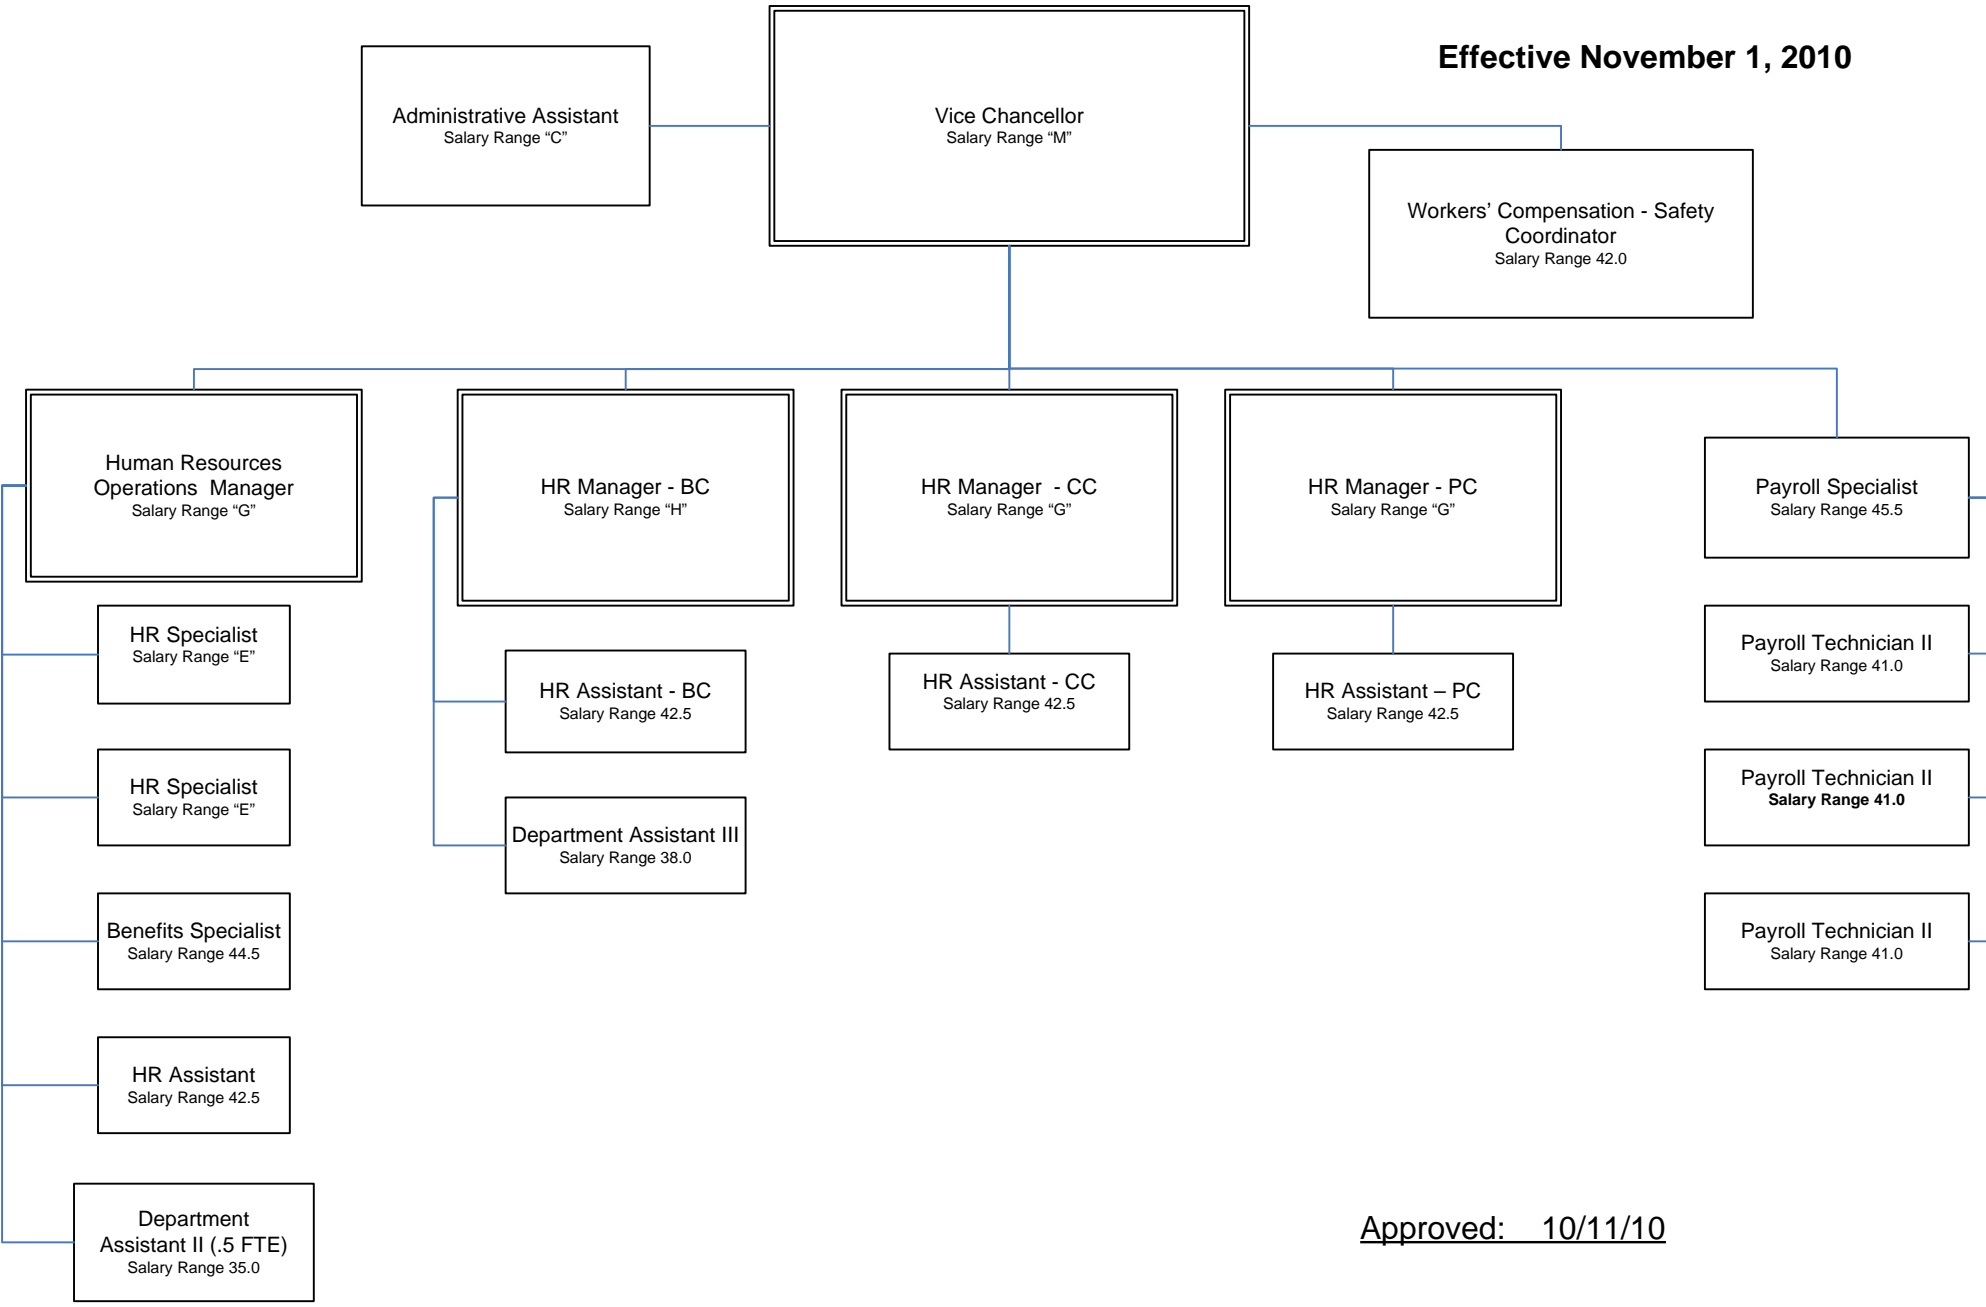 Effective November 1, 2010
Administrative Assistant
Salary Range “C”
Vice Chancellor
Salary Range “M”
Workers’ Compensation - Safety
Coordinator
Salary Range 42.0
Human Resources
Operations  Manager
Salary Range “G”
HR Manager - BC
Salary Range “H”
HR Manager  - CC
Salary Range “G”
HR Manager - PC
Salary Range “G”
Payroll Specialist
Salary Range 45.5
HR Specialist
Salary Range “E”
HR Assistant - BC
Salary Range 42.5
HR Assistant - CC
Salary Range 42.5
HR Assistant – PC
Salary Range 42.5
Payroll Technician II
Salary Range 41.0
HR Specialist
Salary Range “E”
Department Assistant III
Salary Range 38.0
Payroll Technician II
Salary Range 41.0
Benefits Specialist
Salary Range 44.5
Payroll Technician II
Salary Range 41.0
HR Assistant
Salary Range 42.5
Department
Assistant II (.5 FTE)
Salary Range 35.0
Approved:    10/11/10